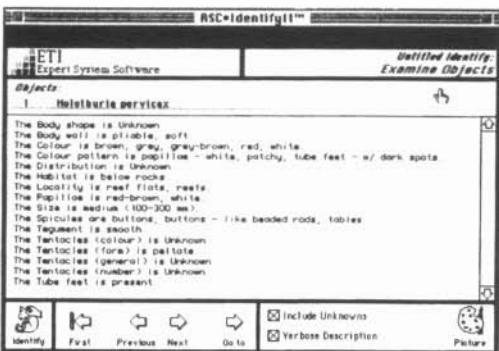 ASC•IdentifyIt™
ETI
Expert System Software
Untitled Identify:
Examine Objects
Objects:
1 Holothuria pervicax
The Body shape is Unknown
The Body wall is pliable, soft
The Colour is brown, grey, grey-brown, red, white
The Colour pattern is papillae - white, patchy, tube feet - w/ dark spots
The Distribution is Unknown
The Habitat is below rocks
The Locality is reef flats, reefs
The Papillae is red-brown, white
The Size is medium (100-300 mm)
The Spicules are buttons, buttons - like beaded rods, tables
The Tegument is smooth
The Tentacles (colour) is Unknown
The Tentacles (form) is peltate
The Tentacles (general) is Unknown
The Tentacles (number) is Unknown
The Tube feet is present
Identify
First
Previous
Next
Go to
Include Unknowns
Verbose Description
Picture